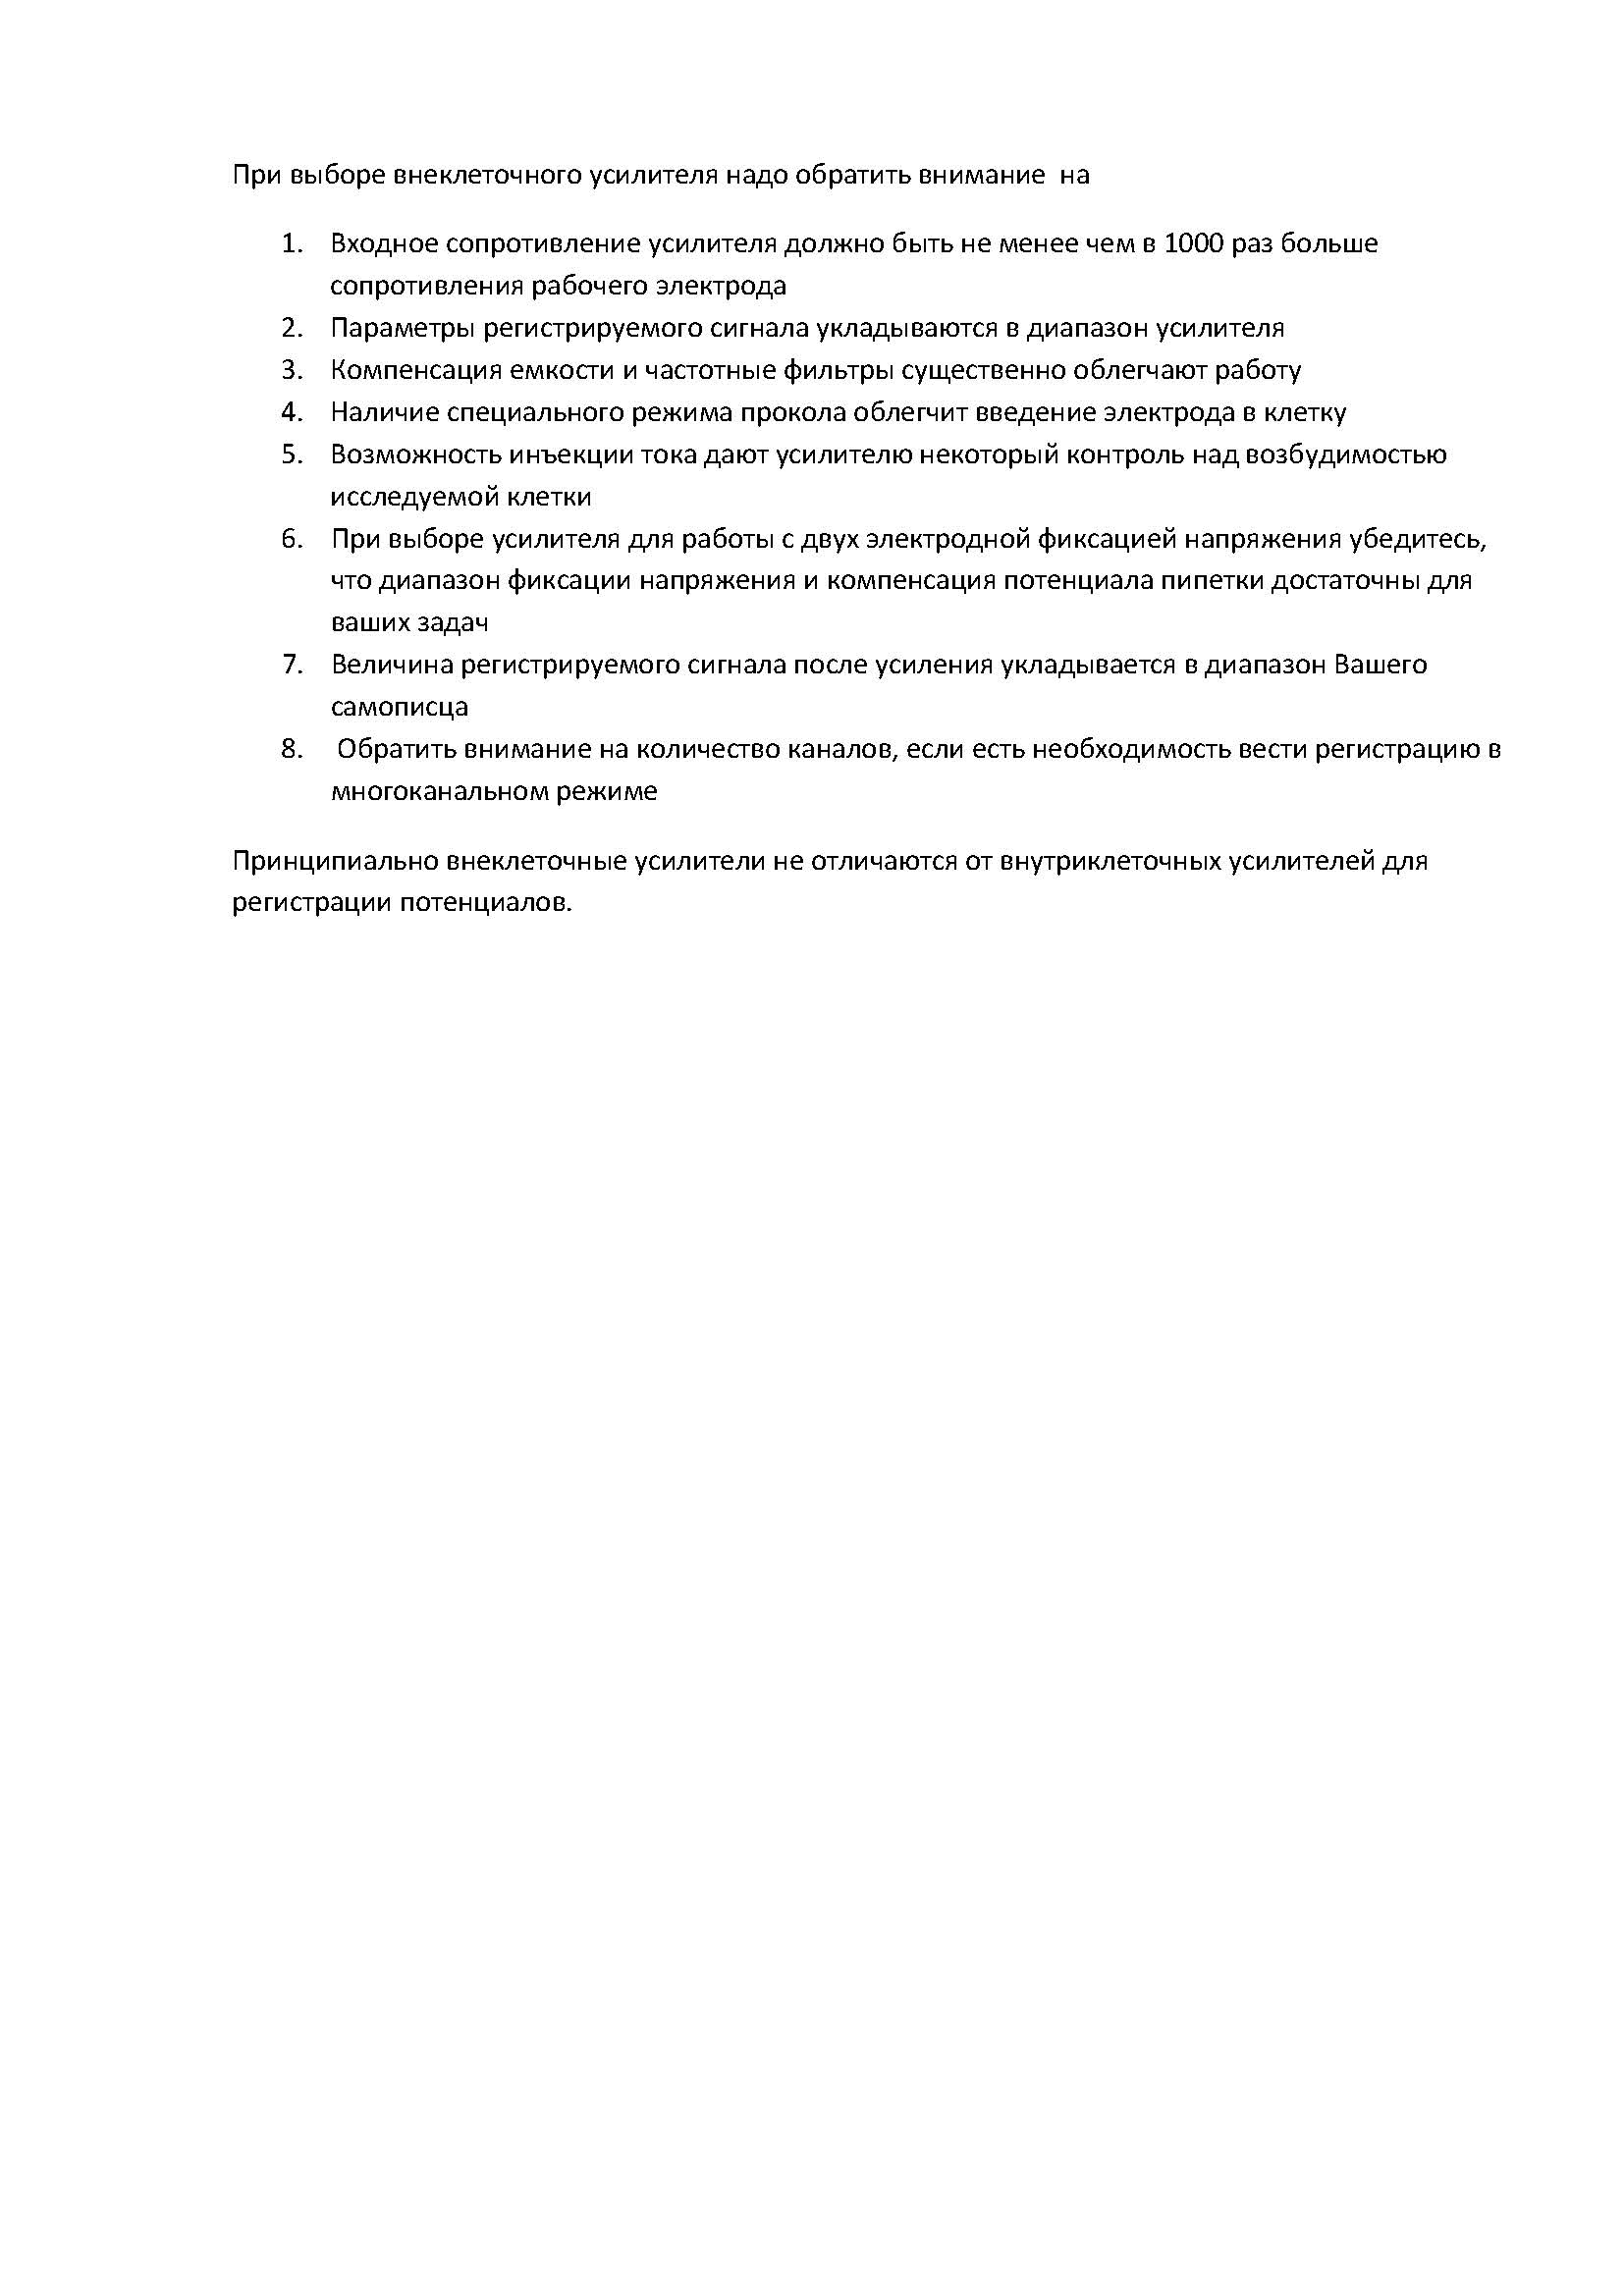 При выборе внеклеточного усилителя надо обратить внимание  на
1. Входное сопротивление усилителя должно быть не менее чем в 1000 раз больше
сопротивления рабочего электрода
2. Параметры регистрируемого сигнала укладываются в диапазон усилителя
3. Компенсация емкости и частотные фильтры существенно облегчают работу
4. Наличие специального режима прокола облегчит введение электрода в клетку
5. Возможность инъекции тока дают усилителю некоторый контроль над возбудимостью
исследуемой клетки
6. При выборе усилителя для работы с двух электродной фиксацией напряжения убедитесь,
что диапазон фиксации напряжения и компенсация потенциала пипетки достаточны для
ваших задач
7. Величина регистрируемого сигнала после усиления укладывается в диапазон Вашего
самописца
8. Обратить внимание на количество каналов, если есть необходимость вести регистрацию в
многоканальном режиме
Принципиально внеклеточные усилители не отличаются от внутриклеточных усилителей для
регистрации потенциалов.